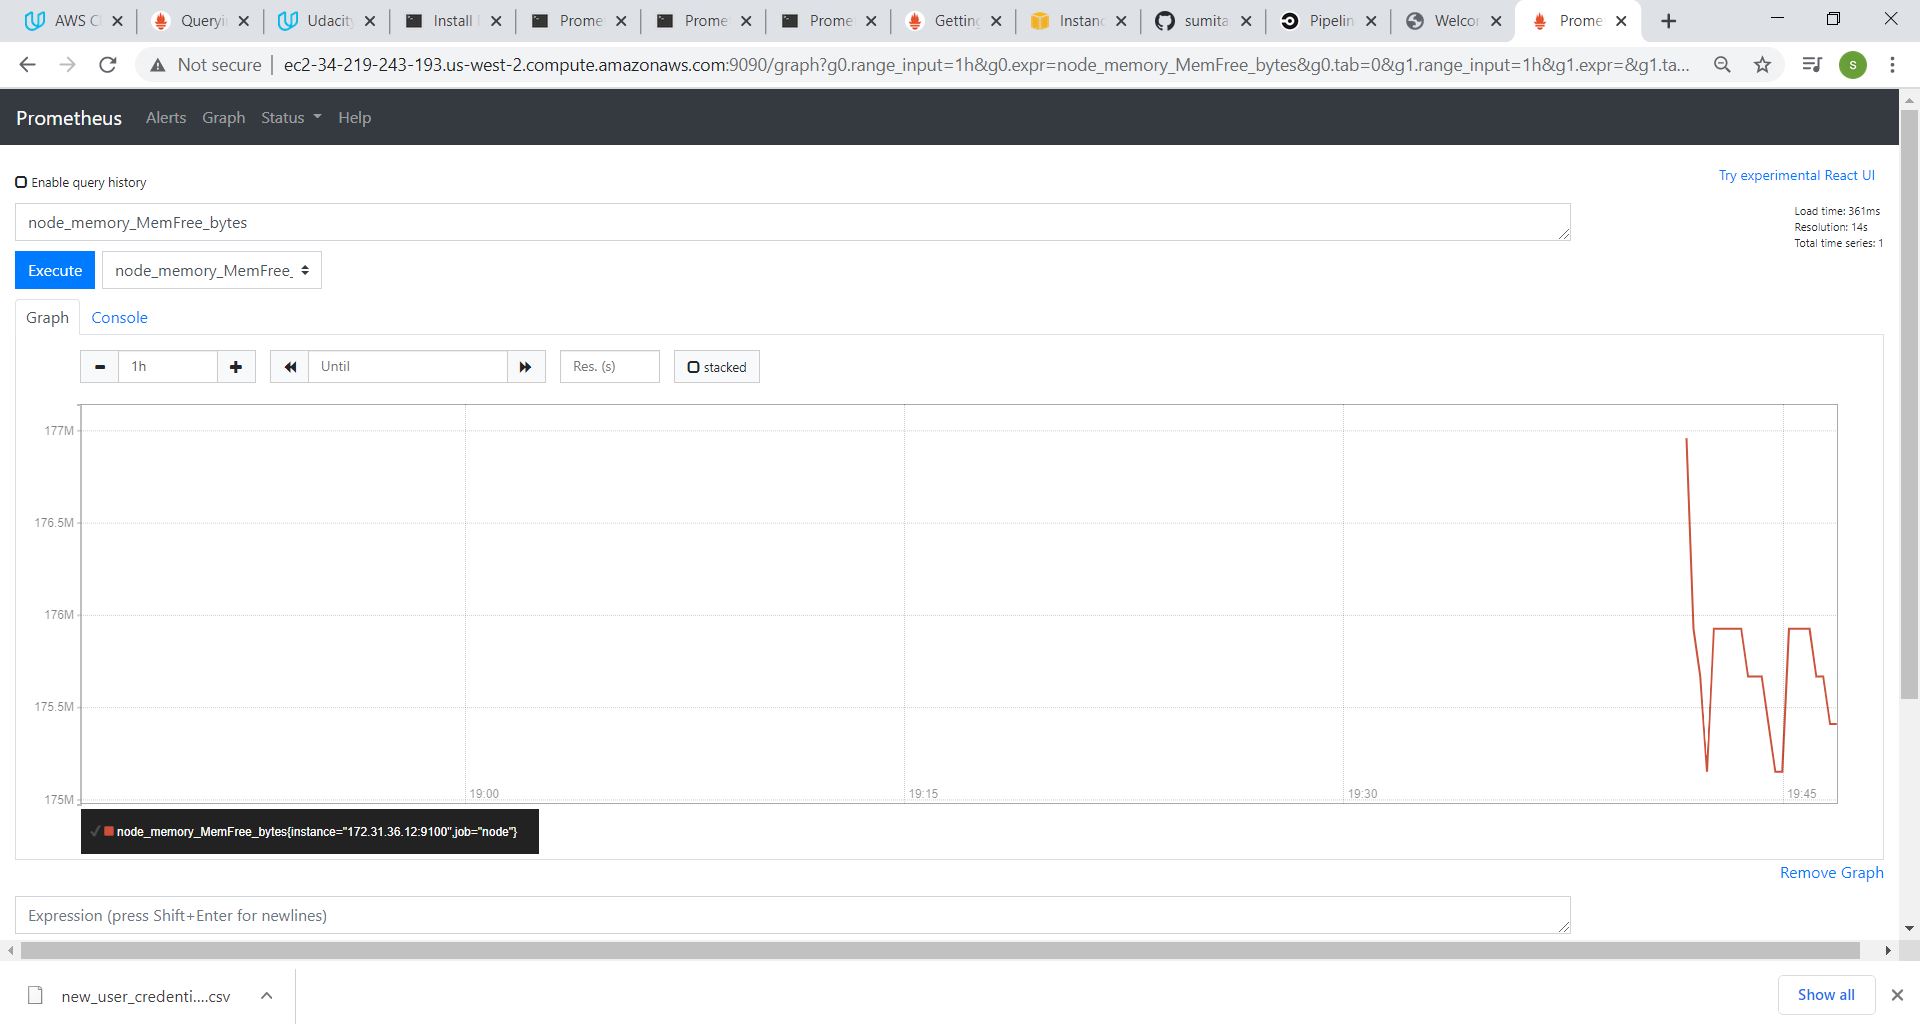 AWS C
Queryi
Udacity
Install
Prome
Prome
Prome
Getting
Instanc
sumita
Pipelin
Welcor
Prome
Not secure | ec2-34-219-243-193.us-west-2.compute.amazonaws.com:9090/graph?g0.range_input=1h&g0.expr=node_memory_MemFree_bytes&g0.tab=0&g1.range_input=1h&g1.expr=&g1.ta...
S
Prometheus Alerts Graph Status Help
Enable query history
Try experimental React UI
node_memory_MemFree_bytes
Load time: 361ms
Resolution: 14s
Total time series: 1
Execute
node_memory_MemFree_
Graph Console
1h
Until
Res. (s)
stacked
177M
176.5M
176M
175.5M
175M
19:00
19:15
19:30
19:45
node_memory_MemFree_bytes{instance="172.31.36.12:9100",job="node"}
Remove Graph
Expression (press Shift+Enter for newlines)
new_user_credenti....csv
Show all